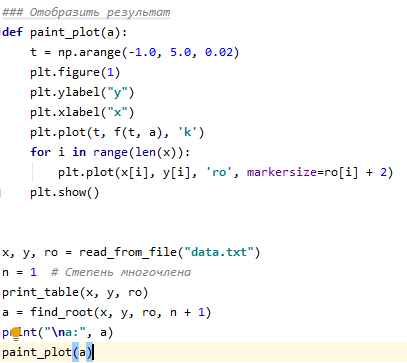 ### Отобразить результат
def paint_plot(a):
    t = np.arange(-1.0, 5.0, 0.02)
    plt.figure(1)
    plt.ylabel("y")
    plt.xlabel("x")
    plt.plot(t, f(t, a), 'k')
    for i in range(len(x)):
        plt.plot(x[i], y[i], 'ro', markersize=ro[i] + 2)
    plt.show()
x, y, ro = read_from_file("data.txt")
n = 1  # Степень многочлена
print_table(x, y, ro)
a = find_root(x, y, ro, n + 1)
print("\na:", a)
paint_plot(a)